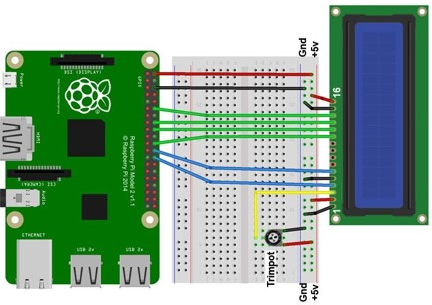 DSI (DISPLAY)
GPIO
Power
HDMI
Raspberry Pi Model 2 v1.1
© Raspberry Pi 2014
CSI (CAMERA)
Audio
ETHERNET
USB 2x
USB 2x
Gnd
+5v
16
1
Trimpot
Gnd
+5v